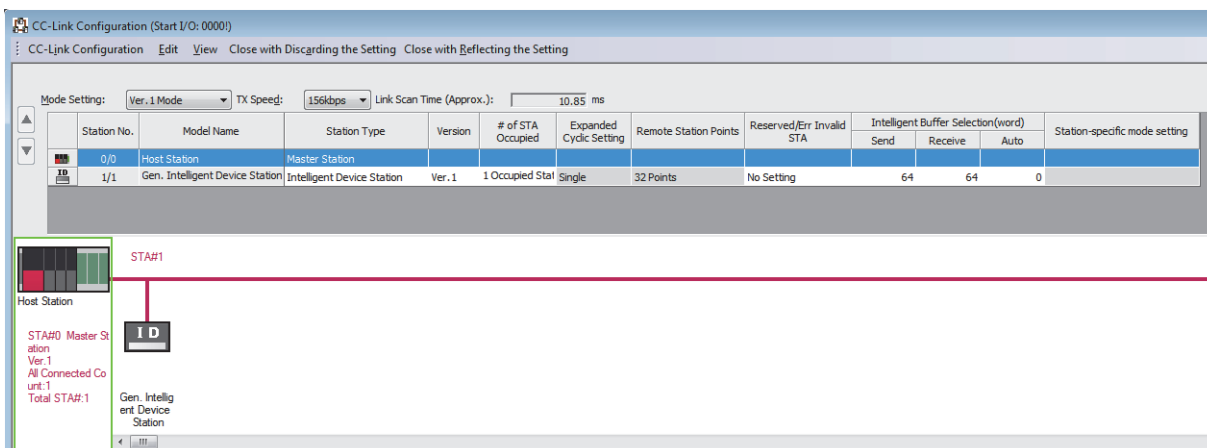 CC-Link Configuration (Start I/O: 0000!)
CC-Link Configuration Edit View Close with Discarding the Setting Close with Reflecting the Setting
Mode Setting: Ver.1 Mode TX Speed: 156kbps Link Scan Time (Approx.): 10.85 ms
Station No. Model Name Station Type Version # of STA Occupied Expanded Cyclic Setting Remote Station Points Reserved/Err Invalid STA Intelligent Buffer Selection(word) Send Receive Auto Station-specific mode setting
0/0 Host Station Master Station
ID 1/1 Gen. Intelligent Device Station Intelligent Device Station Ver.1 1 Occupied Stat Single 32 Points No Setting 64 64 0
STA#1
Host Station
STA#0 Master St
ation
Ver.1
All Connected Co
unt:1
Total STA#:1
I D
Gen. Intellig
ent Device
Station